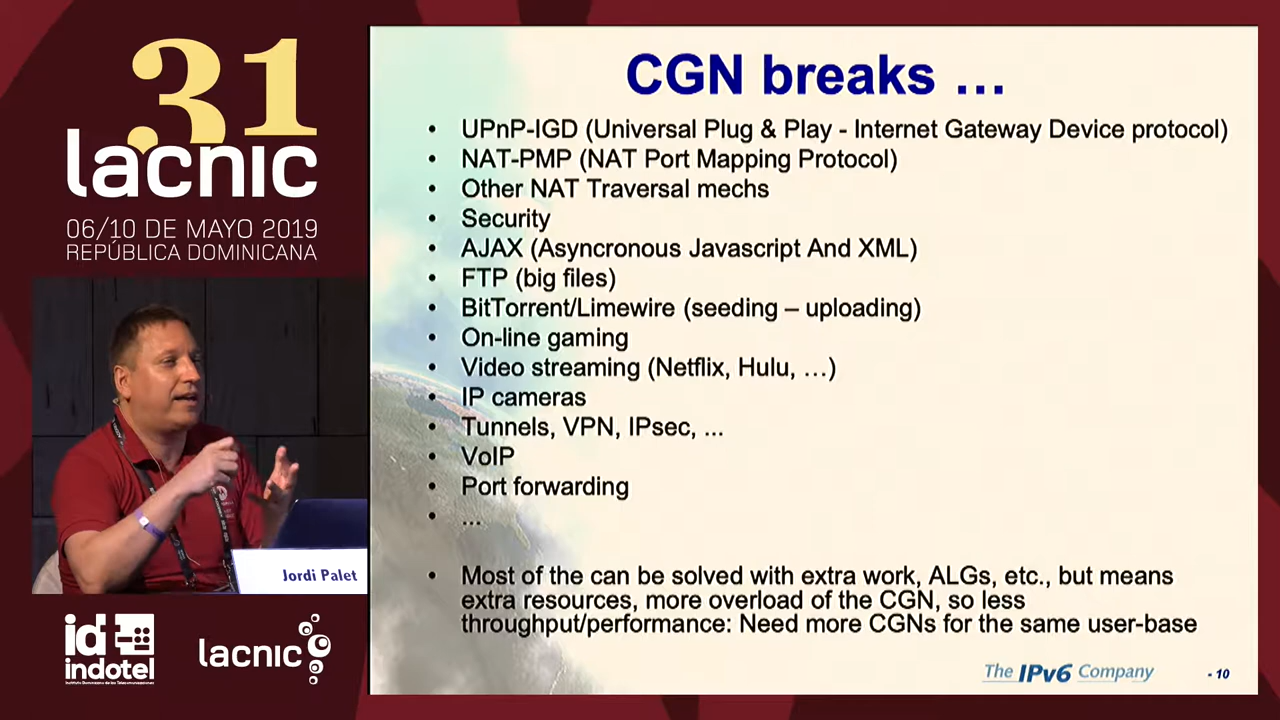 31
lacnic
06/10 DE MAYO 2019
REPÚBLICA DOMINICANA
Jordi Palet
id
indotel
Instituto Dominicano de las Telecomunicaciones
lacnic
CGN breaks …
• UPnP-IGD (Universal Plug & Play - Internet Gateway Device protocol)
• NAT-PMP (NAT Port Mapping Protocol)
• Other NAT Traversal mechs
• Security
• AJAX (Asyncronous Javascript And XML)
• FTP (big files)
• BitTorrent/Limewire (seeding – uploading)
• On-line gaming
• Video streaming (Netflix, Hulu, …)
• IP cameras
• Tunnels, VPN, IPsec, ...
• VoIP
• Port forwarding
• ...
• Most of the can be solved with extra work, ALGs, etc., but means
extra resources, more overload of the CGN, so less
throughput/performance: Need more CGNs for the same user-base
The IPv6 Company
- 10